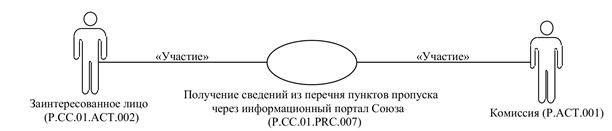 «Участие»
«Участие»
Заинтересованное лицо
(P.CC.01.ACT.002)
Получение сведений из перечня пунктов пропуска
через информационный портал Союза
(P.CC.01.PRC.007)
Комиссия (P.ACT.001)